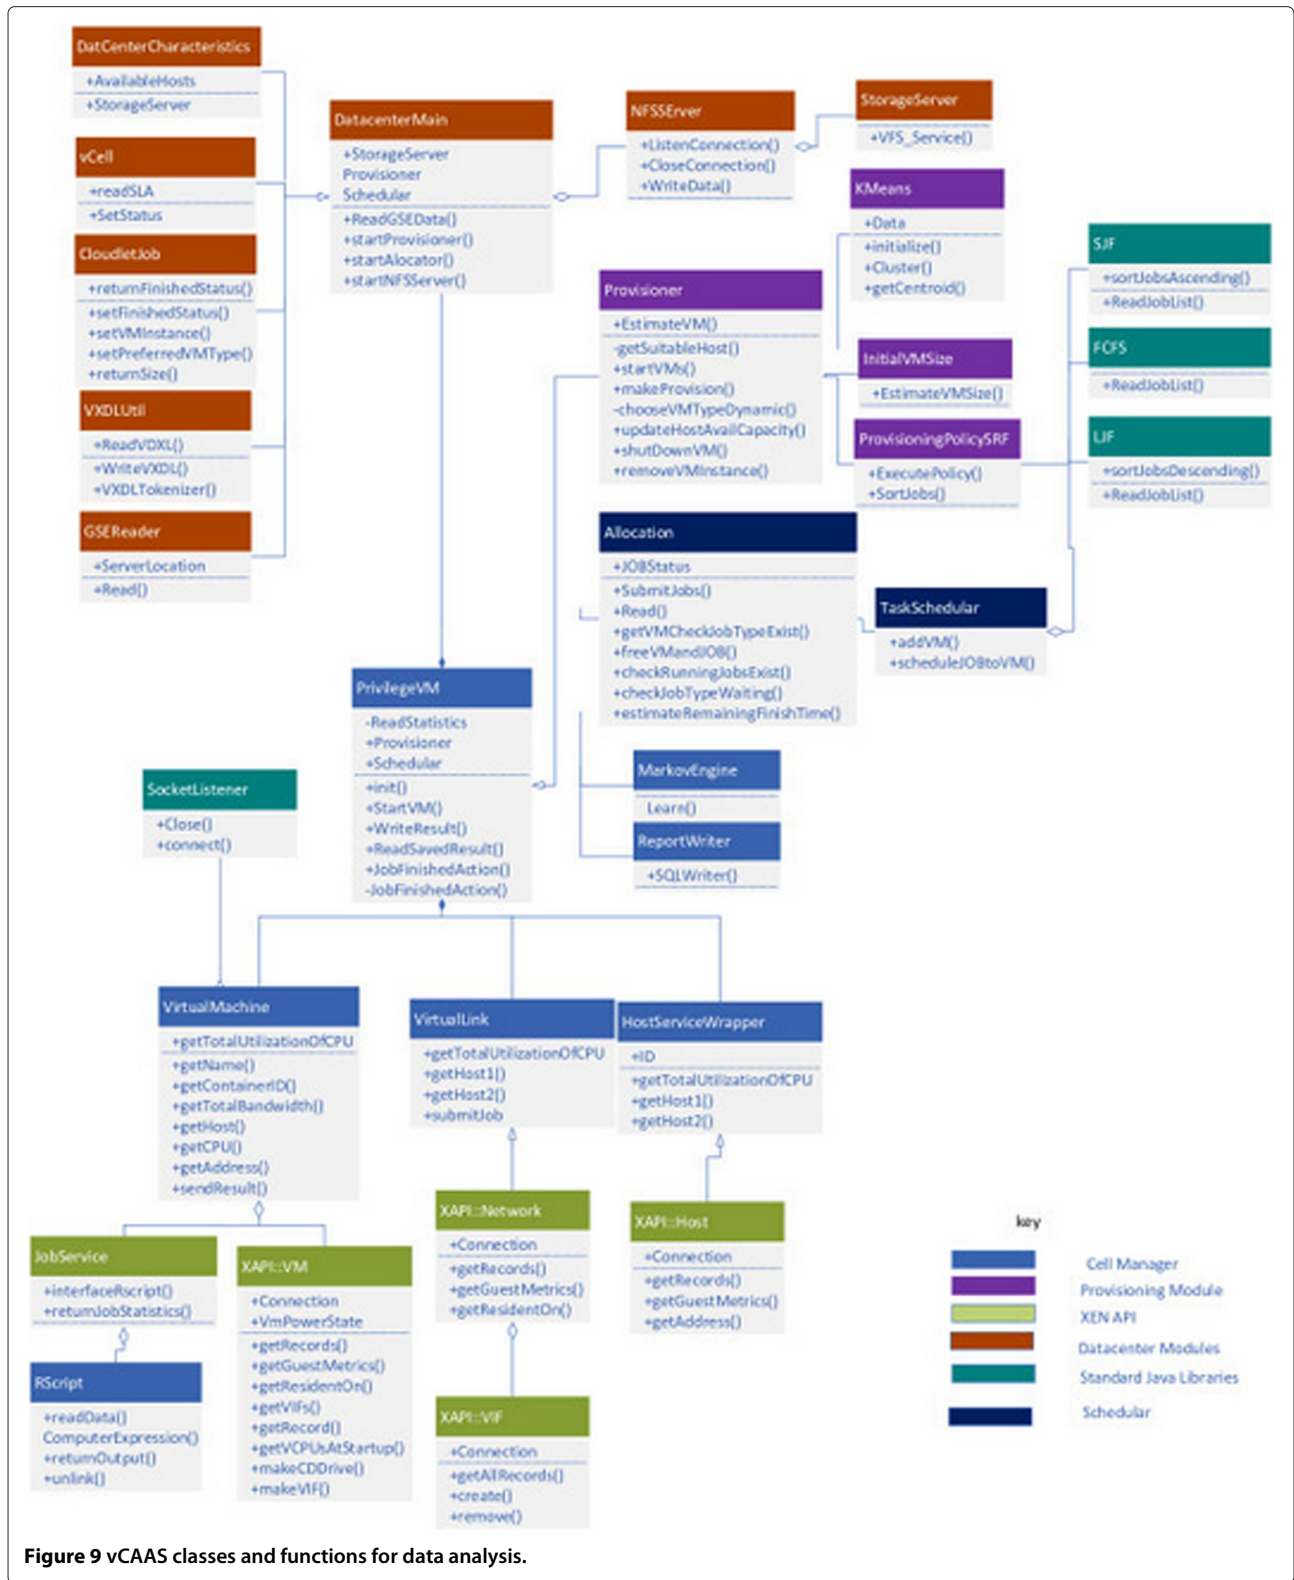 DatCenterCharacteristics
+AvailableHosts
+StorageServer
vCell
+readSLA
+SetStatus
CloudletJob
+returnFinishedStatus()
+setFinishedStatus()
+setVMInstance()
+setPreferredVMType()
+returnSize()
VXDLUtil
+ReadVDXL()
+WriteVXDL()
+VXDLTokenizer()
GSEReader
+ServerLocation
+Read()
DatacenterMain
+StorageServer
Provisioner
Schedular
+ReadGSEData()
+startProvisioner()
+startAlocator()
+startNFSServer()
NFSSErver
+ListenConnection()
+CloseConnection()
+WriteData()
StorageServer
+VFS_Service()
KMeans
+Data
+initialize()
+Cluster()
+getCentroid()
Provisioner
+EstimateVM()
-getSuitableHost()
+startVMs()
+makeProvision()
-chooseVMTypeDynamic()
+updateHostAvailCapacity()
+shutDownVM()
+removeVMInstance()
InitialVMSize
+EstimateVMSize()
ProvisioningPolicySRF
+ExecutePolicy()
+SortJobs()
SJF
+sortJobsAscending()
+ReadJobList()
FCFS
+ReadJobList()
LJF
+sortJobsDescending()
+ReadJobList()
Allocation
+JOBStatus
+SubmitJobs()
+Read()
+getVMCheckJobTypeExist()
+freeVMandJOB()
+checkRunningJobsExist()
+checkJobTypeWaiting()
+estimateRemainingFinishTime()
TaskSchedular
+addVM()
+scheduleJOBtoVM()
PrivilegeVM
-ReadStatistics
+Provisioner
+Schedular
+init()
+StartVM()
+WriteResult()
+ReadSavedResult()
+JobFinishedAction()
-JobFinishedAction()
MarkovEngine
Learn()
ReportWriter
+SQLWriter()
SocketListener
+Close()
+connect()
VirtualMachine
+getTotalUtilizationOfCPU
+getName()
+getContainerID()
+getTotalBandwidth()
+getHost()
+getCPU()
+getAddress()
+sendResult()
VirtualLink
+getTotalUtilizationOfCPU
+getHost1()
+getHost2()
+submitJob
HostServiceWrapper
+ID
+getTotalUtilizationOfCPU
+getHost1()
+getHost2()
JobService
+interfaceRscript()
+returnJobStatistics()
RScript
+readData()
ComputerExpression()
+returnOutput()
+unlink()
XAPI::VM
+Connection
+VmPowerState
+getRecords()
+getGuestMetrics()
+getResidentOn()
+getVIFs()
+getRecord()
+getVCPUsAtStartup()
+makeCDDrive()
+makeVIF()
XAPI::Network
+Connection
+getRecords()
+getGuestMetrics()
+getResidentOn()
XAPI::VIF
+Connection
+getAllRecords()
+create()
+remove()
XAPI::Host
+Connection
+getRecords()
+getGuestMetrics()
+getAddress()
key
Cell Manager
Provisioning Module
XEN API
Datacenter Modules
Standard Java Libraries
Schedular
Figure 9 vCAAS classes and functions for data analysis.